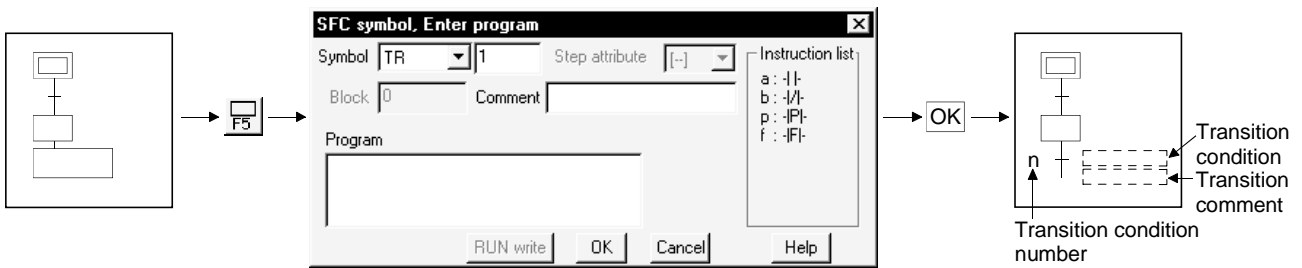 SFC symbol, Enter program
Symbol TR 1 Step attribute [--]
Block 0 Comment
Program
Instruction list
a : -| |-
b : -|/|-
p : -|P|-
f : -|F|-
RUN write OK Cancel Help
F5
OK
n
Transition
condition
Transition
comment
Transition condition
number